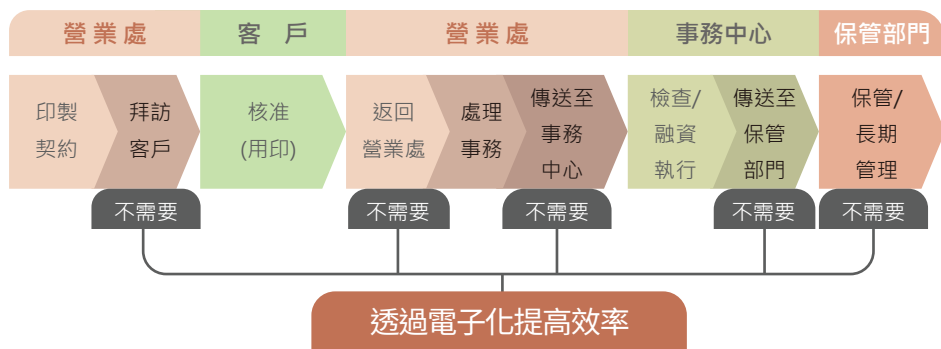 營業處
客 戶
營業處
事務中心
保管部門
印製
契約
拜訪
客戶
核准
(用印)
返回
營業處
處理
事務
傳送至
事務
中心
檢查/
融資
執行
傳送至
保管
部門
保管/
長期
管理
不需要
不需要
不需要
不需要
不需要
透過電子化提高效率